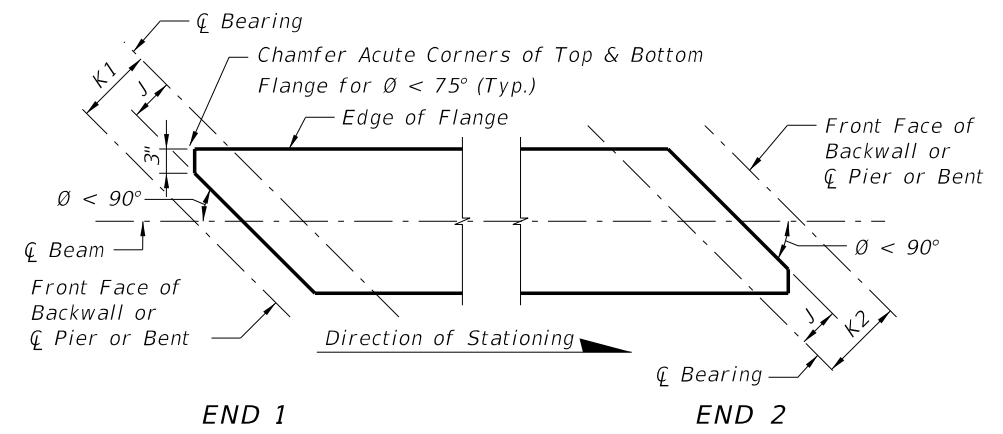 ℄ Bearing
Chamfer Acute Corners of Top & Bottom
Flange for Ø < 75° (Typ.)
K1
J
Edge of Flange
3"
Front Face of
Backwall or
℄ Pier or Bent
Ø < 90°
℄ Beam
Ø < 90°
Front Face of
Backwall or
℄ Pier or Bent
Direction of Stationing
J
K2
℄ Bearing
END 1
END 2